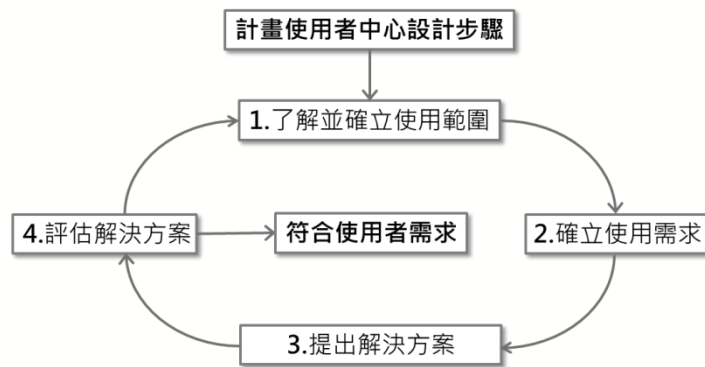 計畫使用者中心設計步驟
1.了解並確立使用範圍
4.評估解決方案
符合使用者需求
2.確立使用需求
3.提出解決方案